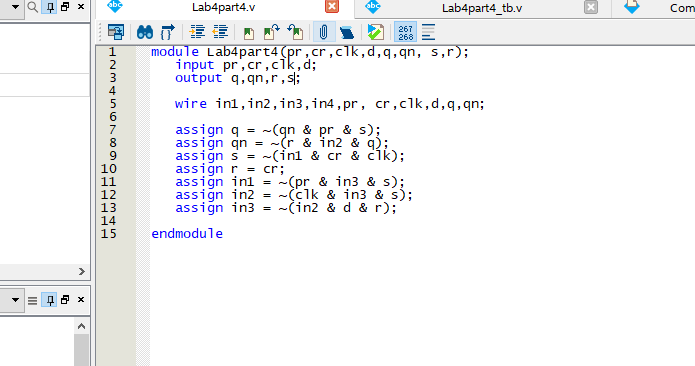 Lab4part4.v
Lab4part4_tb.v
Com
267
268
1 module Lab4part4(pr,cr,clk,d,q,qn, s,r);
2 input pr,cr,clk,d;
3 output q,qn,r,s;
4
5 wire in1,in2,in3,in4,pr, cr,clk,d,q,qn;
6
7 assign q = ~(qn & pr & s);
8 assign qn = ~(r & in2 & q);
9 assign s = ~(in1 & cr & clk);
10 assign r = cr;
11 assign in1 = ~(pr & in3 & s);
12 assign in2 = ~(clk & in3 & s);
13 assign in3 = ~(in2 & d & r);
14
15 endmodule